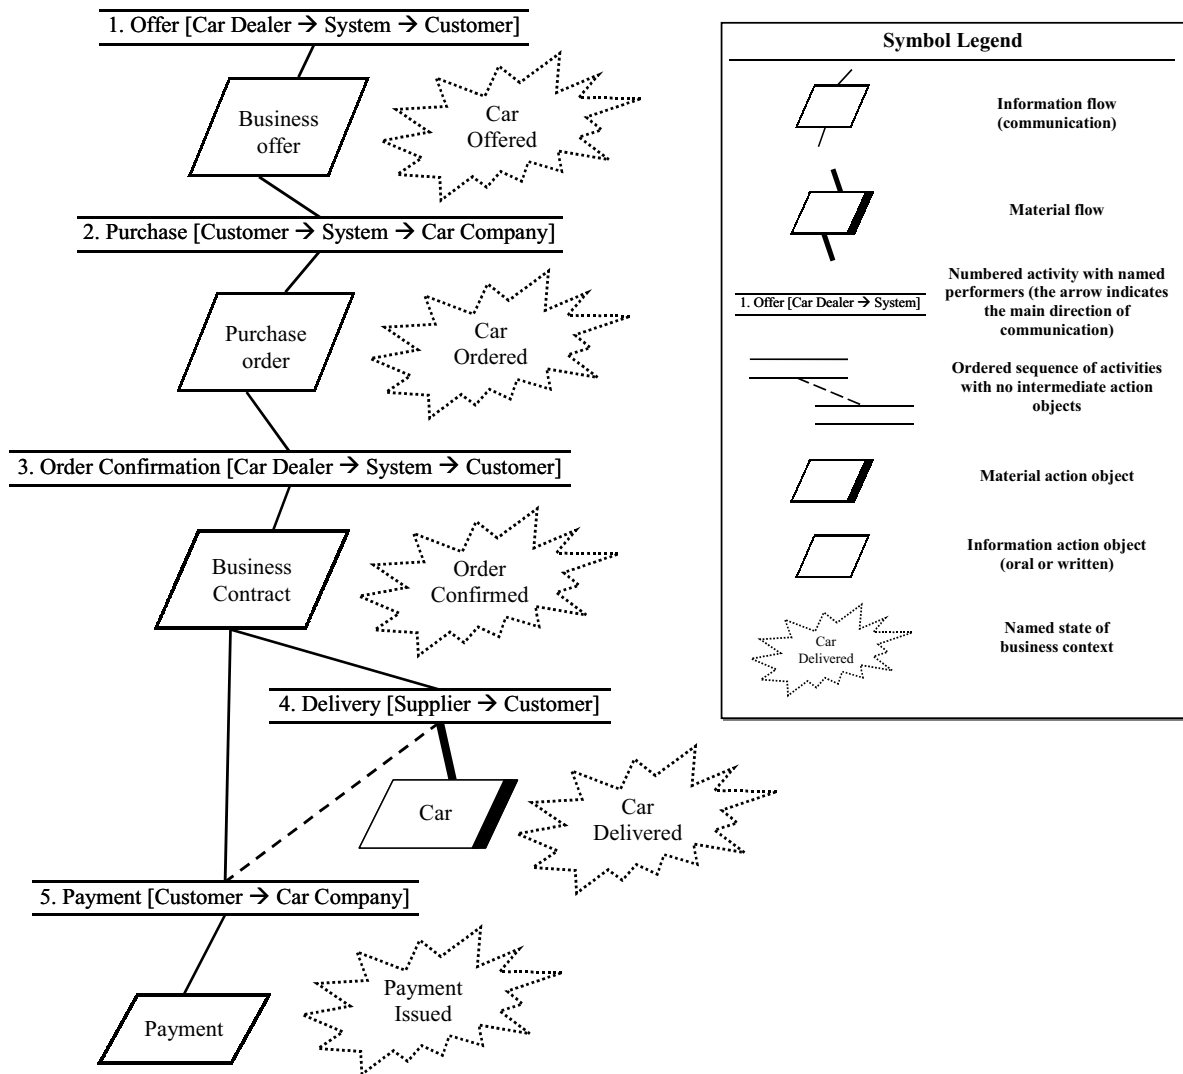 1. Offer [Car Dealer → System → Customer]
Business
offer
Car
Offered
2. Purchase [Customer → System → Car Company]
Purchase
order
Car
Ordered
3. Order Confirmation [Car Dealer → System → Customer]
Business
Contract
Order
Confirmed
4. Delivery [Supplier → Customer]
Car
Car
Delivered
5. Payment [Customer → Car Company]
Payment
Payment
Issued
Symbol Legend
Information flow
(communication)
Material flow
1. Offer [Car Dealer → System]
Numbered activity with named
performers (the arrow indicates
the main direction of
communication)
Ordered sequence of activities
with no intermediate action
objects
Material action object
Information action object
(oral or written)
Car
Delivered
Named state of
business context